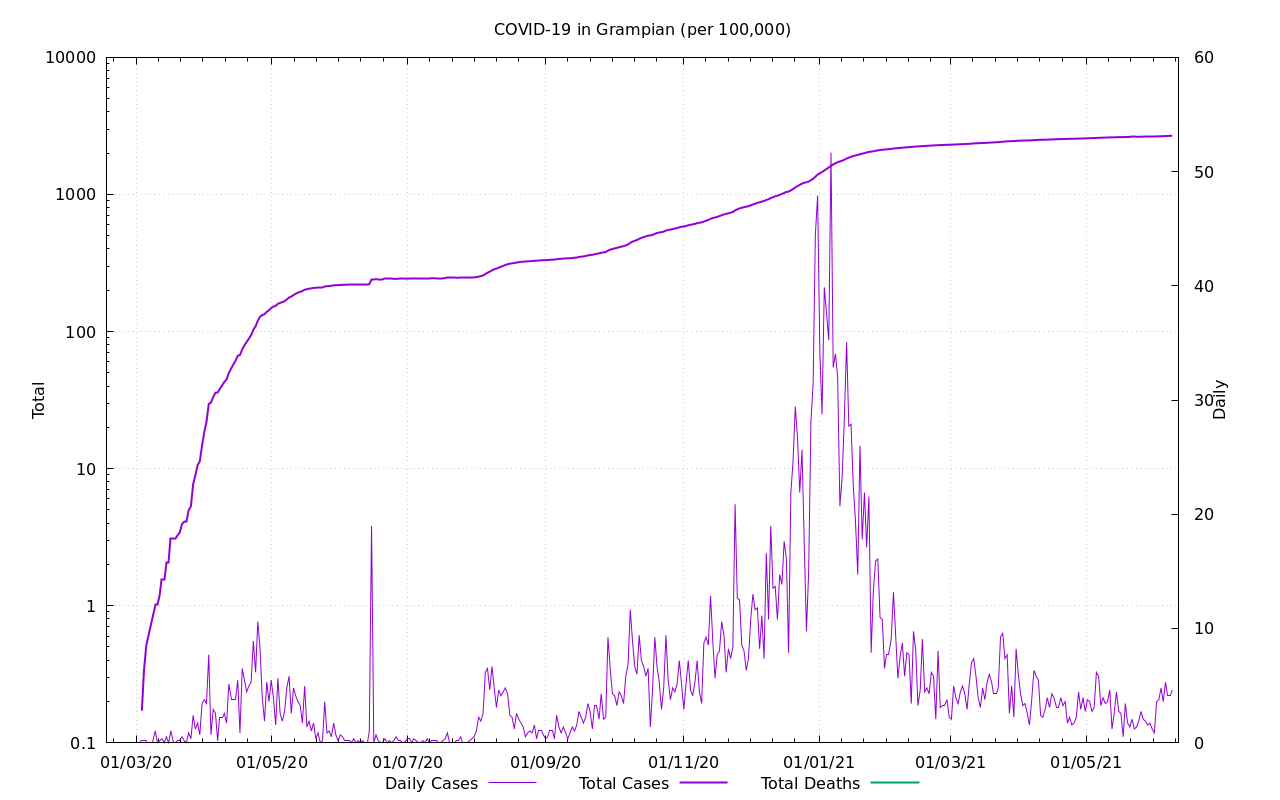 COVID-19 in Grampian (per 100,000)
10000
1000
100
10
1
0.1
Total
60
50
40
30
20
10
0
Daily
01/03/20 01/05/20 01/07/20 01/09/20 01/11/20 01/01/21 01/03/21 01/05/21
Daily Cases Total Cases Total Deaths